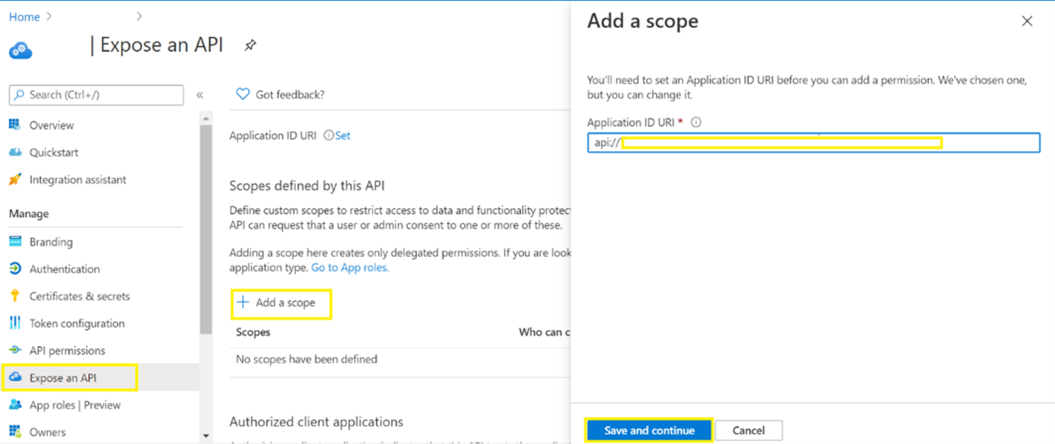 Home
| Expose an API
Search (Ctrl+/)
«
Overview
Quickstart
Integration assistant
Manage
Branding
Authentication
Certificates & secrets
Token configuration
API permissions
Expose an API
App roles | Preview
Owners
Got feedback?
Application ID URI Set
Scopes defined by this API
Define custom scopes to restrict access to data and functionality protec
API can request that a user or admin consent to one or more of these.
Adding a scope here creates only delegated permissions. If you are look
application type. Go to App roles.
+ Add a scope
Scopes Who can c
No scopes have been defined
Authorized client applications
Add a scope
You'll need to set an Application ID URI before you can add a permission. We've chosen one,
but you can change it.
Application ID URI *
api://
Save and continue
Cancel